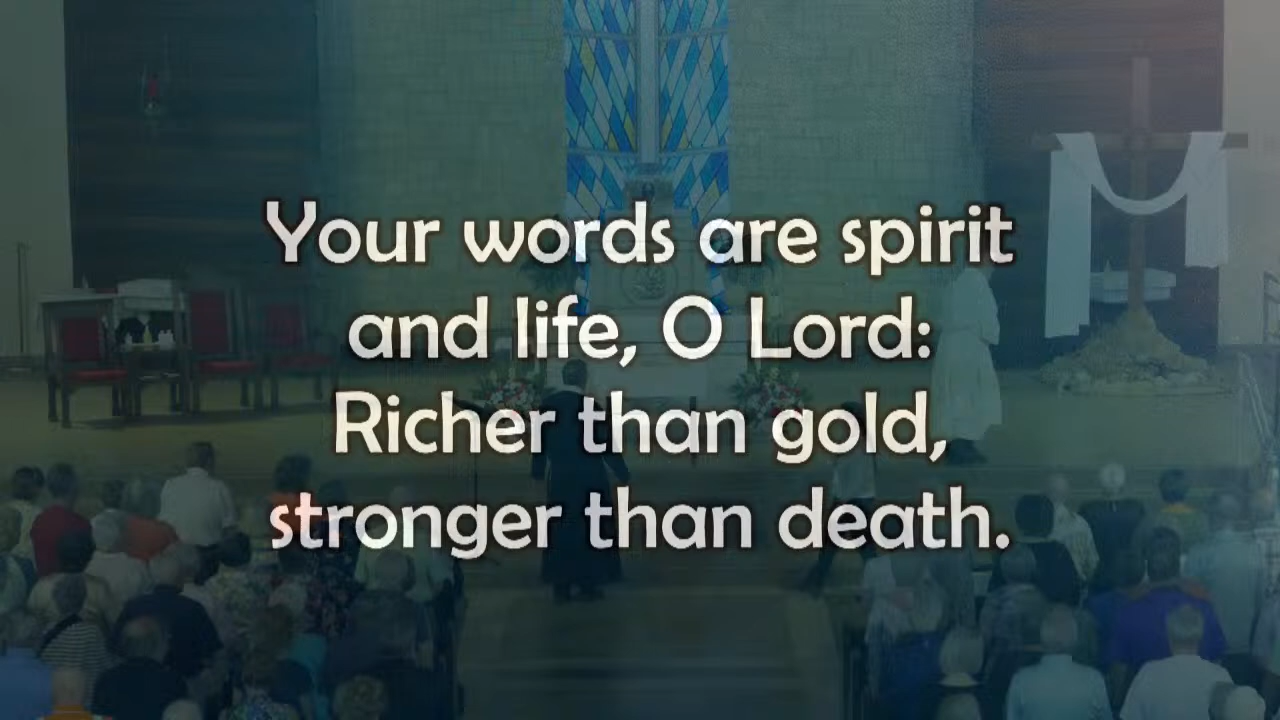 Your words are spirit
and life, O Lord:
Richer than gold,
stronger than death.